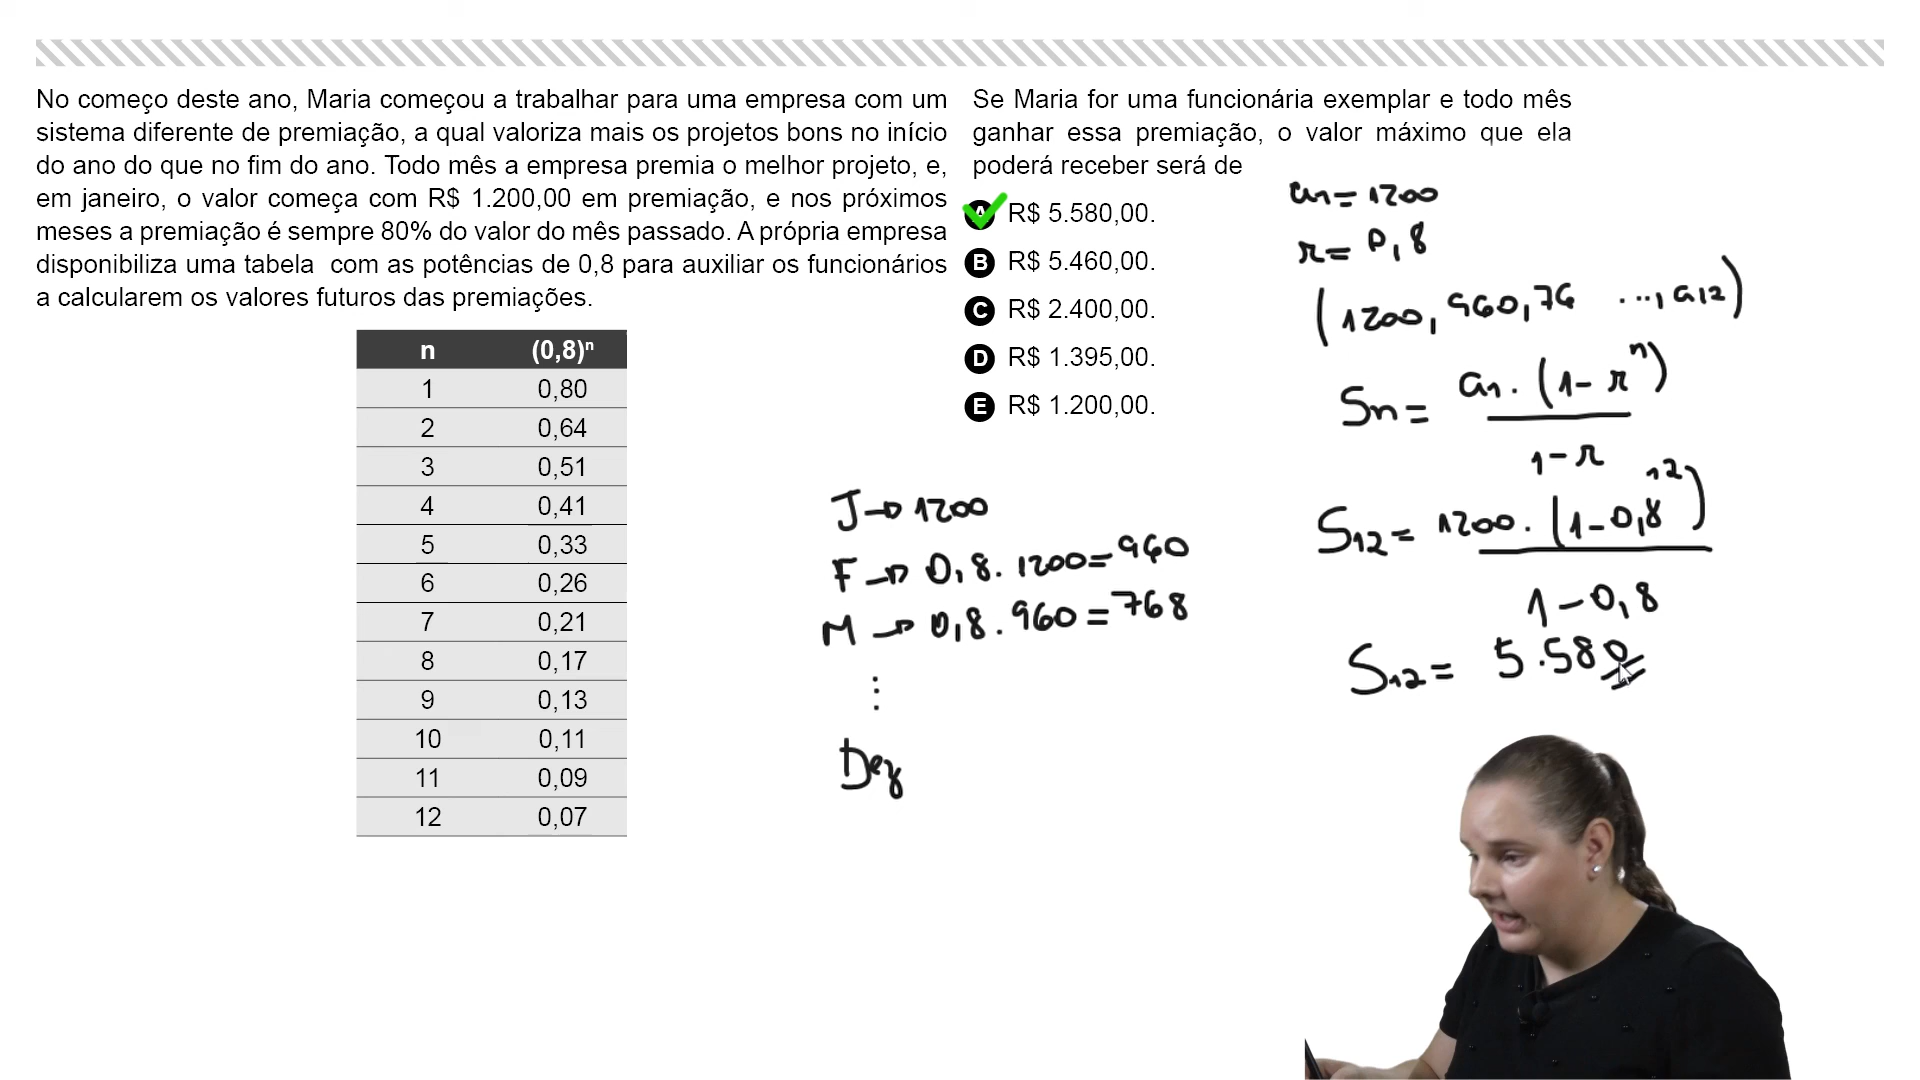 No começo deste ano, Maria começou a trabalhar para uma empresa com um
sistema diferente de premiação, a qual valoriza mais os projetos bons no início
do ano do que no fim do ano. Todo mês a empresa premia o melhor projeto, e,
em janeiro, o valor começa com R$ 1.200,00 em premiação, e nos próximos
meses a premiação é sempre 80% do valor do mês passado. A própria empresa
disponibiliza uma tabela com as potências de 0,8 para auxiliar os funcionários
a calcularem os valores futuros das premiações.
n (0,8)ⁿ
1 0,80
2 0,64
3 0,51
4 0,41
5 0,33
6 0,26
7 0,21
8 0,17
9 0,13
10 0,11
11 0,09
12 0,07
Se Maria for uma funcionária exemplar e todo mês
ganhar essa premiação, o valor máximo que ela
poderá receber será de
A R$ 5.580,00.
B R$ 5.460,00.
C R$ 2.400,00.
D R$ 1.395,00.
E R$ 1.200,00.
J → 1200
F → 0,8 . 1200 = 960
M → 0,8 . 960 = 768
⋮
Dez
a1 = 1200
r = 0,8
(1200, 960, 76 ..., a12)
Sn = a1 . (1 - rⁿ)
1 - r
S12 = 1200 . (1 - 0,8¹²)
1 - 0,8
S12 = 5.580